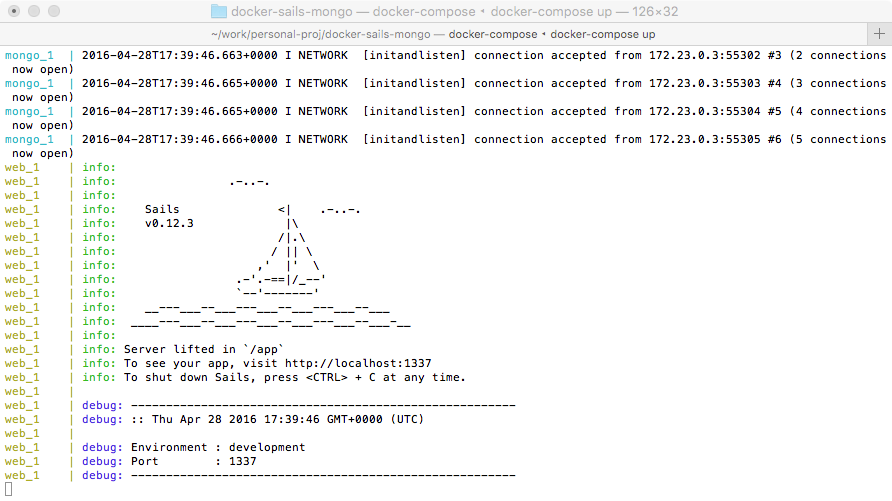 docker-sails-mongo — docker-compose • docker-compose up — 126×32
~/work/personal-proj/docker-sails-mongo — docker-compose • docker-compose up +
mongo_1  | 2016-04-28T17:39:46.663+0000 I NETWORK  [initandlisten] connection accepted from 172.23.0.3:55302 #3 (2 connections
 now open)
mongo_1  | 2016-04-28T17:39:46.665+0000 I NETWORK  [initandlisten] connection accepted from 172.23.0.3:55303 #4 (3 connections
 now open)
mongo_1  | 2016-04-28T17:39:46.665+0000 I NETWORK  [initandlisten] connection accepted from 172.23.0.3:55304 #5 (4 connections
 now open)
mongo_1  | 2016-04-28T17:39:46.666+0000 I NETWORK  [initandlisten] connection accepted from 172.23.0.3:55305 #6 (5 connections
 now open)
web_1    | info:
web_1    | info:                .-..-.
web_1    | info:
web_1    | info:    Sails              <|    .-..-.
web_1    | info:    v0.12.3             |\
web_1    | info:                       /|.\
web_1    | info:                      / || \
web_1    | info:                    ,'  |'  \
web_1    | info:                 .-'.-==|/_--'
web_1    | info:                 `--'-------'
web_1    | info:    __---___--___---___--___---___--___
web_1    | info:  ____---___--___---___--___---___--___-__
web_1    | info:
web_1    | info: Server lifted in `/app`
web_1    | info: To see your app, visit http://localhost:1337
web_1    | info: To shut down Sails, press <CTRL> + C at any time.
web_1    |
web_1    | debug: -------------------------------------------------------
web_1    | debug: :: Thu Apr 28 2016 17:39:46 GMT+0000 (UTC)
web_1    |
web_1    | debug: Environment : development
web_1    | debug: Port        : 1337
web_1    | debug: -------------------------------------------------------